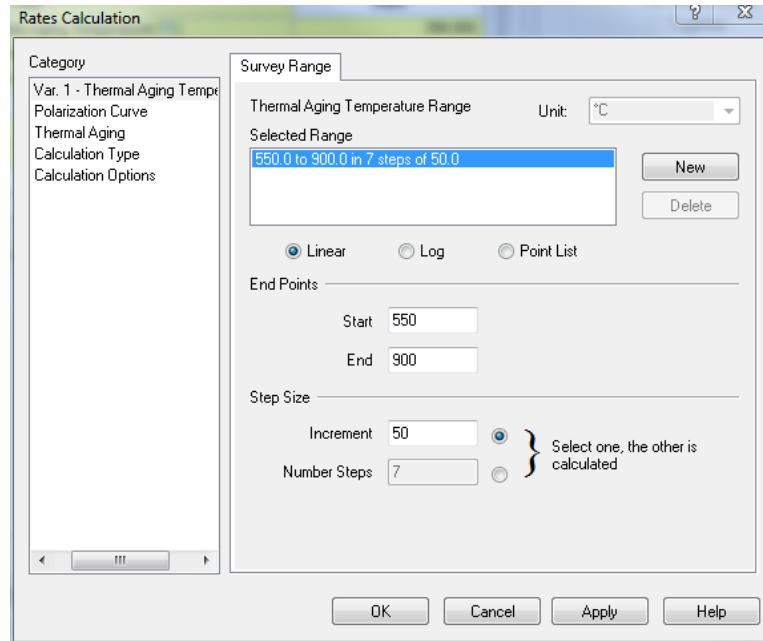 Rates Calculation
Category
Var. 1 - Thermal Aging Tempe
Polarization Curve
Thermal Aging
Calculation Type
Calculation Options
Survey Range
Thermal Aging Temperature Range
Unit: °C
Selected Range
550.0 to 900.0 in 7 steps of 50.0
New
Delete
Linear Log Point List
End Points
Start 550
End 900
Step Size
Increment 50
Number Steps 7
Select one, the other is
calculated
OK Cancel Apply Help